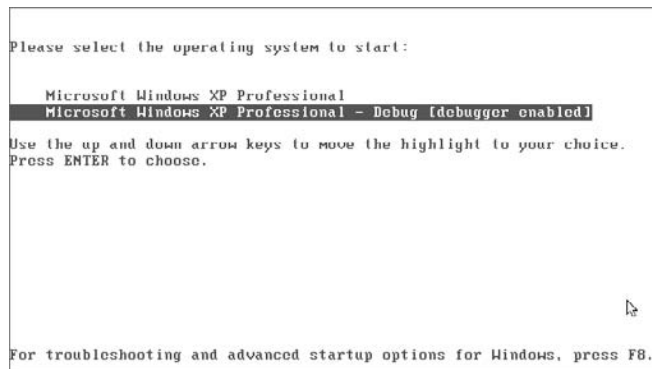 Please select the operating system to start:
Microsoft Windows XP Professional
Microsoft Windows XP Professional - Debug [debugger enabled]
Use the up and down arrow keys to move the highlight to your choice.
Press ENTER to choose.
For troubleshooting and advanced startup options for Windows, press F8.